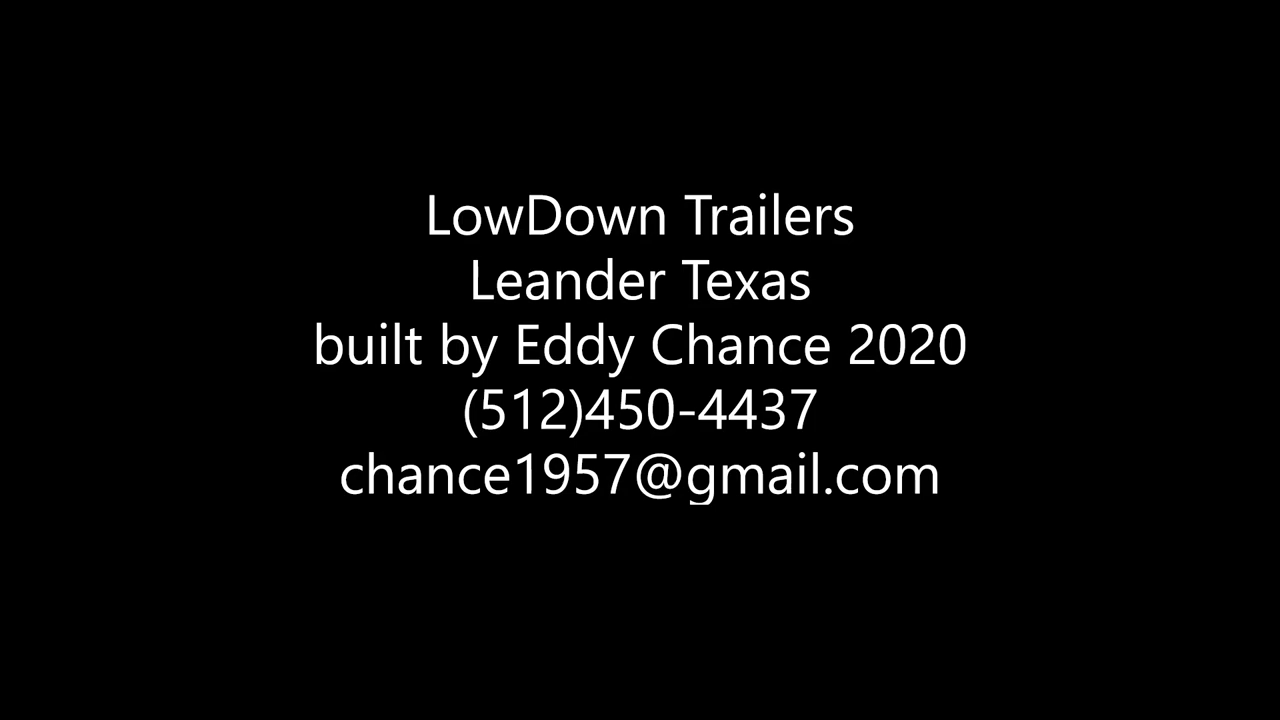 LowDown Trailers
Leander Texas
built by Eddy Chance 2020
(512)450-4437
chance1957@gmail.com